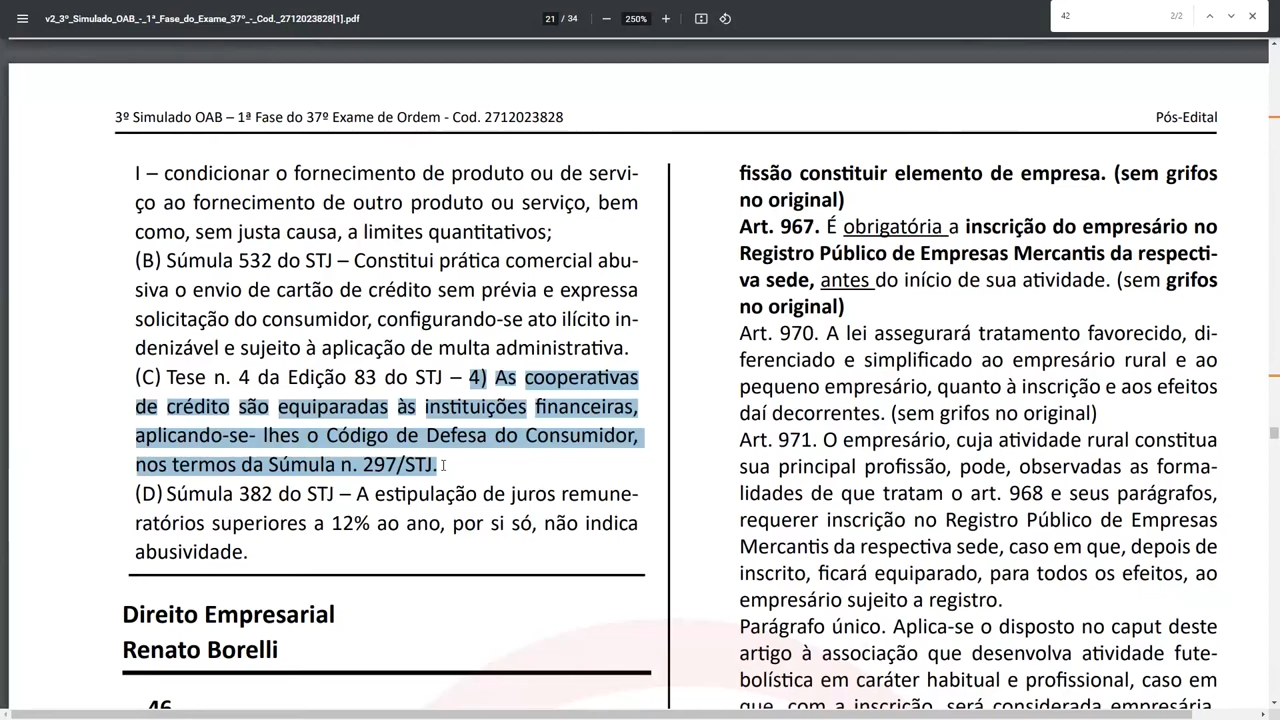 v2_3º_Simulado_OAB_-_1ª_Fase_do_Exame_37º_-_Cod._2712023828[1].pdf
21 / 34
250%
42
2/2
3º Simulado OAB – 1ª Fase do 37º Exame de Ordem - Cod. 2712023828
Pós-Edital
I – condicionar o fornecimento de produto ou de servi-
ço ao fornecimento de outro produto ou serviço, bem
como, sem justa causa, a limites quantitativos;
(B) Súmula 532 do STJ – Constitui prática comercial abu-
siva o envio de cartão de crédito sem prévia e expressa
solicitação do consumidor, configurando-se ato ilícito in-
denizável e sujeito à aplicação de multa administrativa.
(C) Tese n. 4 da Edição 83 do STJ – 4) As cooperativas
de crédito são equiparadas às instituições financeiras,
aplicando-se- lhes o Código de Defesa do Consumidor,
nos termos da Súmula n. 297/STJ.
(D) Súmula 382 do STJ – A estipulação de juros remune-
ratórios superiores a 12% ao ano, por si só, não indica
abusividade.
Direito Empresarial
Renato Borelli
46
fissão constituir elemento de empresa. (sem grifos
no original)
Art. 967. É obrigatória a inscrição do empresário no
Registro Público de Empresas Mercantis da respecti-
va sede, antes do início de sua atividade. (sem grifos
no original)
Art. 970. A lei assegurará tratamento favorecido, di-
ferenciado e simplificado ao empresário rural e ao
pequeno empresário, quanto à inscrição e aos efeitos
daí decorrentes. (sem grifos no original)
Art. 971. O empresário, cuja atividade rural constitua
sua principal profissão, pode, observadas as forma-
lidades de que tratam o art. 968 e seus parágrafos,
requerer inscrição no Registro Público de Empresas
Mercantis da respectiva sede, caso em que, depois de
inscrito, ficará equiparado, para todos os efeitos, ao
empresário sujeito a registro.
Parágrafo único. Aplica-se o disposto no caput deste
artigo à associação que desenvolva atividade fute-
bolística em caráter habitual e profissional, caso em
que, com a inscrição, será considerada empresária,